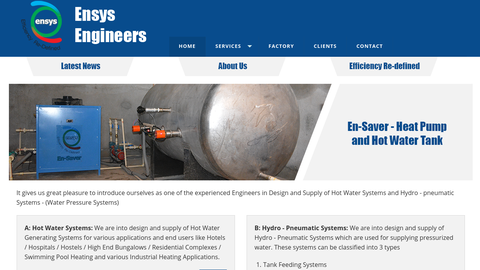 ensys
Ensys
Engineers
HOME
SERVICES
FACTORY
CLIENTS
CONTACT
Latest News
About Us
Efficiency Re-defined
En-Saver
En-Saver - Heat Pump
and Hot Water Tank
It gives us great pleasure to introduce ourselves as one of the experienced Engineers in Design and Supply of Hot Water Systems and Hydro - pneumatic
Systems - (Water Pressure Systems)
A: Hot Water Systems: We are into design and supply of Hot Water
Generating Systems for various applications and end users like Hotels
/ Hospitals / Hostels / High End Bungalows / Residential Complexes /
Swimming Pool Heating and various Industrial Heating Applications.
B: Hydro - Pneumatic Systems: We are into design and supply of
Hydro - Pneumatic Systems which are used for supplying pressurized
water. These systems can be classified into 3 types
1. Tank Feeding Systems